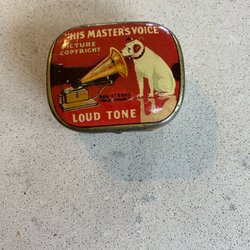 HIS MASTER'S VOICE
PICTURE
COPYRIGHT
REGISTERED
TRADE MARK
LOUD TONE